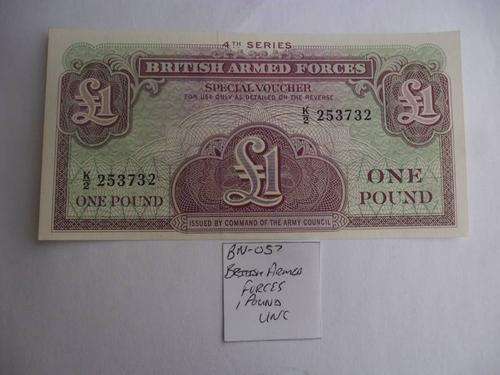 4TH SERIES
BRITISH ARMED FORCES
SPECIAL VOUCHER
FOR USE ONLY AS DETAILED ON THE REVERSE
£1
£1
K/2 253732
K/2 253732
£1
ONE POUND
ONE
POUND
ISSUED BY COMMAND OF THE ARMY COUNCIL
BN-057
BRITISH ARMED
FORCES
1 POUND
UNC